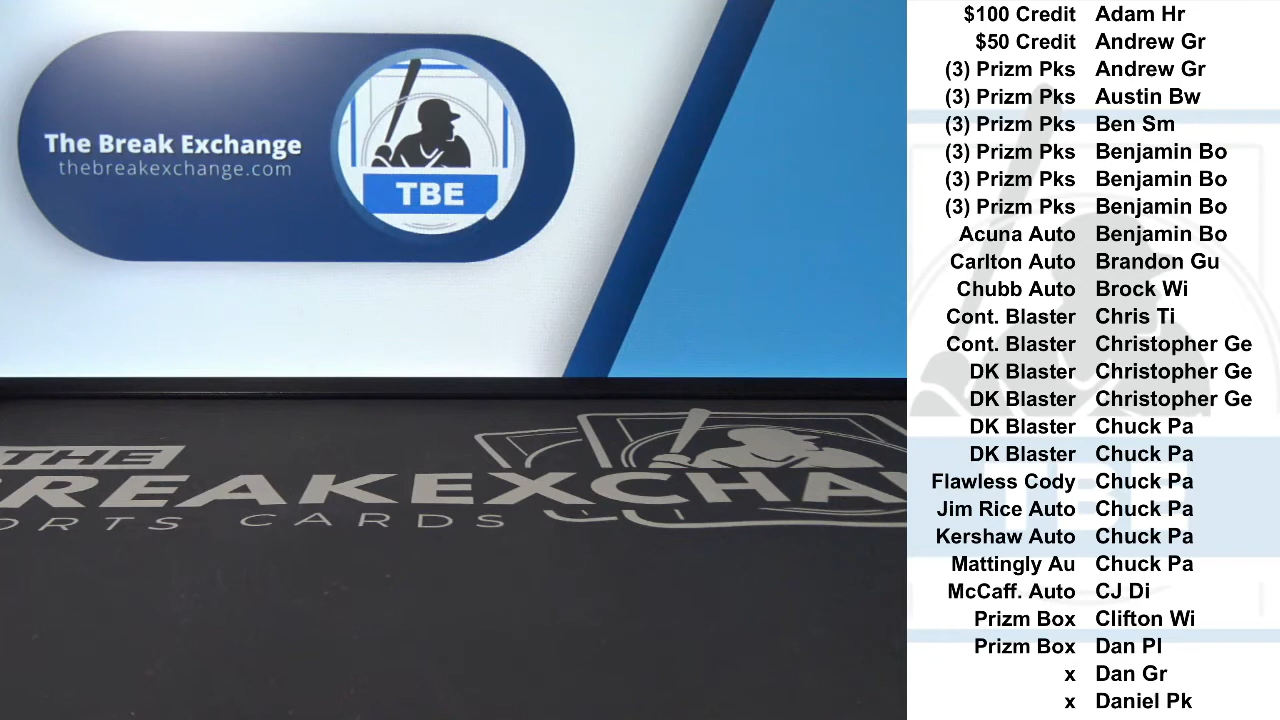 The Break Exchange
thebreakexchange.com
TBE
THE
BREAKEXCHAN
ORTS CARDS
$100 Credit Adam Hr
$50 Credit Andrew Gr
(3) Prizm Pks Andrew Gr
(3) Prizm Pks Austin Bw
(3) Prizm Pks Ben Sm
(3) Prizm Pks Benjamin Bo
(3) Prizm Pks Benjamin Bo
(3) Prizm Pks Benjamin Bo
Acuna Auto Benjamin Bo
Carlton Auto Brandon Gu
Chubb Auto Brock Wi
Cont. Blaster Chris Ti
Cont. Blaster Christopher Ge
DK Blaster Christopher Ge
DK Blaster Christopher Ge
DK Blaster Chuck Pa
DK Blaster Chuck Pa
Flawless Cody Chuck Pa
Jim Rice Auto Chuck Pa
Kershaw Auto Chuck Pa
Mattingly Au Chuck Pa
McCaff. Auto CJ Di
Prizm Box Clifton Wi
Prizm Box Dan Pl
x Dan Gr
x Daniel Pk
TBE